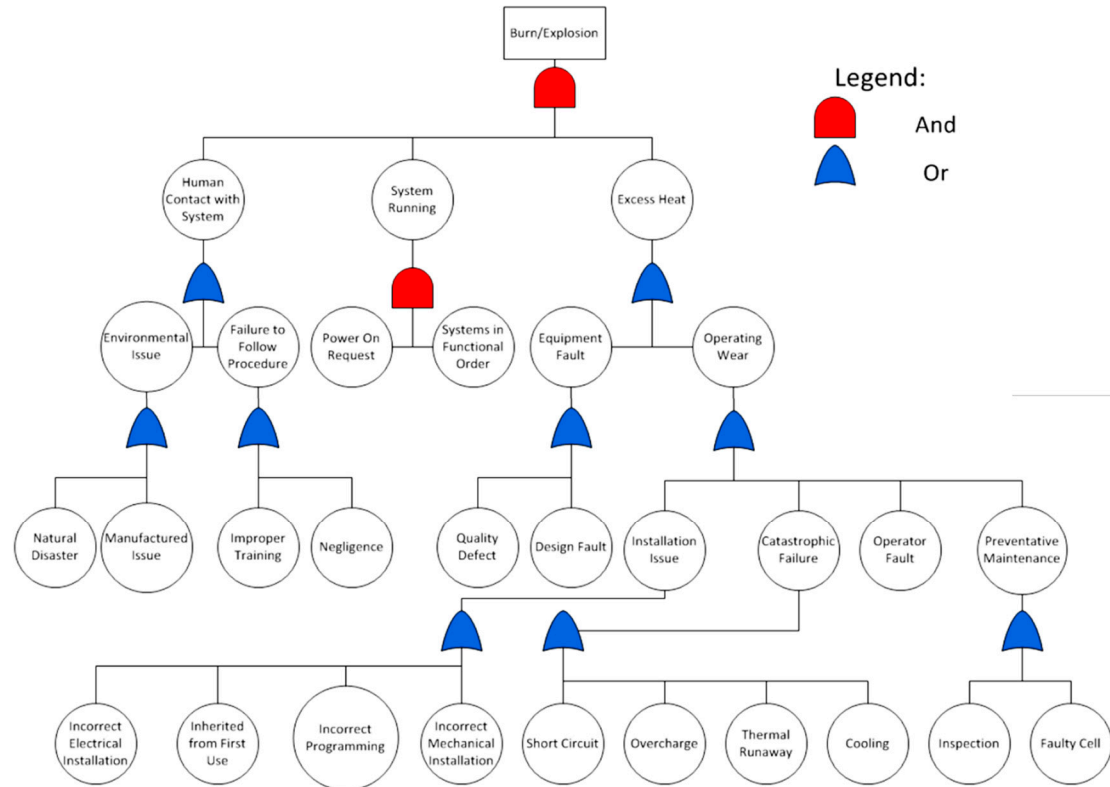 Burn/Explosion
Legend:
And
Or
Human
Contact with
System
System
Running
Excess Heat
Environmental
Issue
Failure to
Follow
Procedure
Power On
Request
Systems in
Functional
Order
Equipment
Fault
Operating
Wear
Natural
Disaster
Manufactured
Issue
Improper
Training
Negligence
Quality
Defect
Design Fault
Installation
Issue
Catastrophic
Failure
Operator
Fault
Preventative
Maintenance
Incorrect
Electrical
Installation
Inherited
from First
Use
Incorrect
Programming
Incorrect
Mechanical
Installation
Short Circuit
Overcharge
Thermal
Runaway
Cooling
Inspection
Faulty Cell